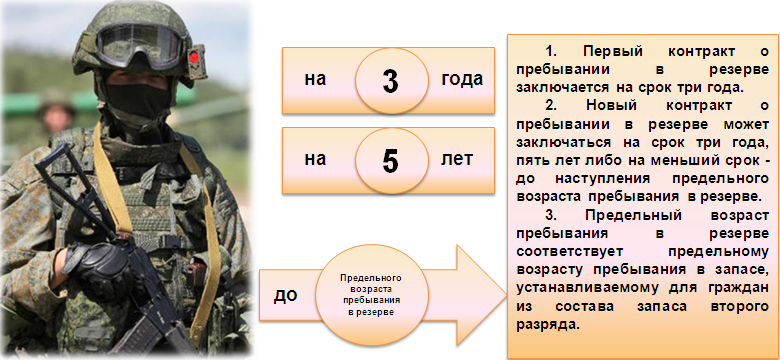 на 3 года
на 5 лет
до
Предельного
возраста
пребывания
в резерве
1. Первый контракт о
пребывании в резерве
заключается на срок три года.
2. Новый контракт о
пребывании в резерве может
заключаться на срок три года,
пять лет либо на меньший срок -
до наступления предельного
возраста пребывания в резерве.
3. Предельный возраст
пребывания в резерве
соответствует предельному
возрасту пребывания в запасе,
устанавливаемому для граждан
из состава запаса второго
разряда.